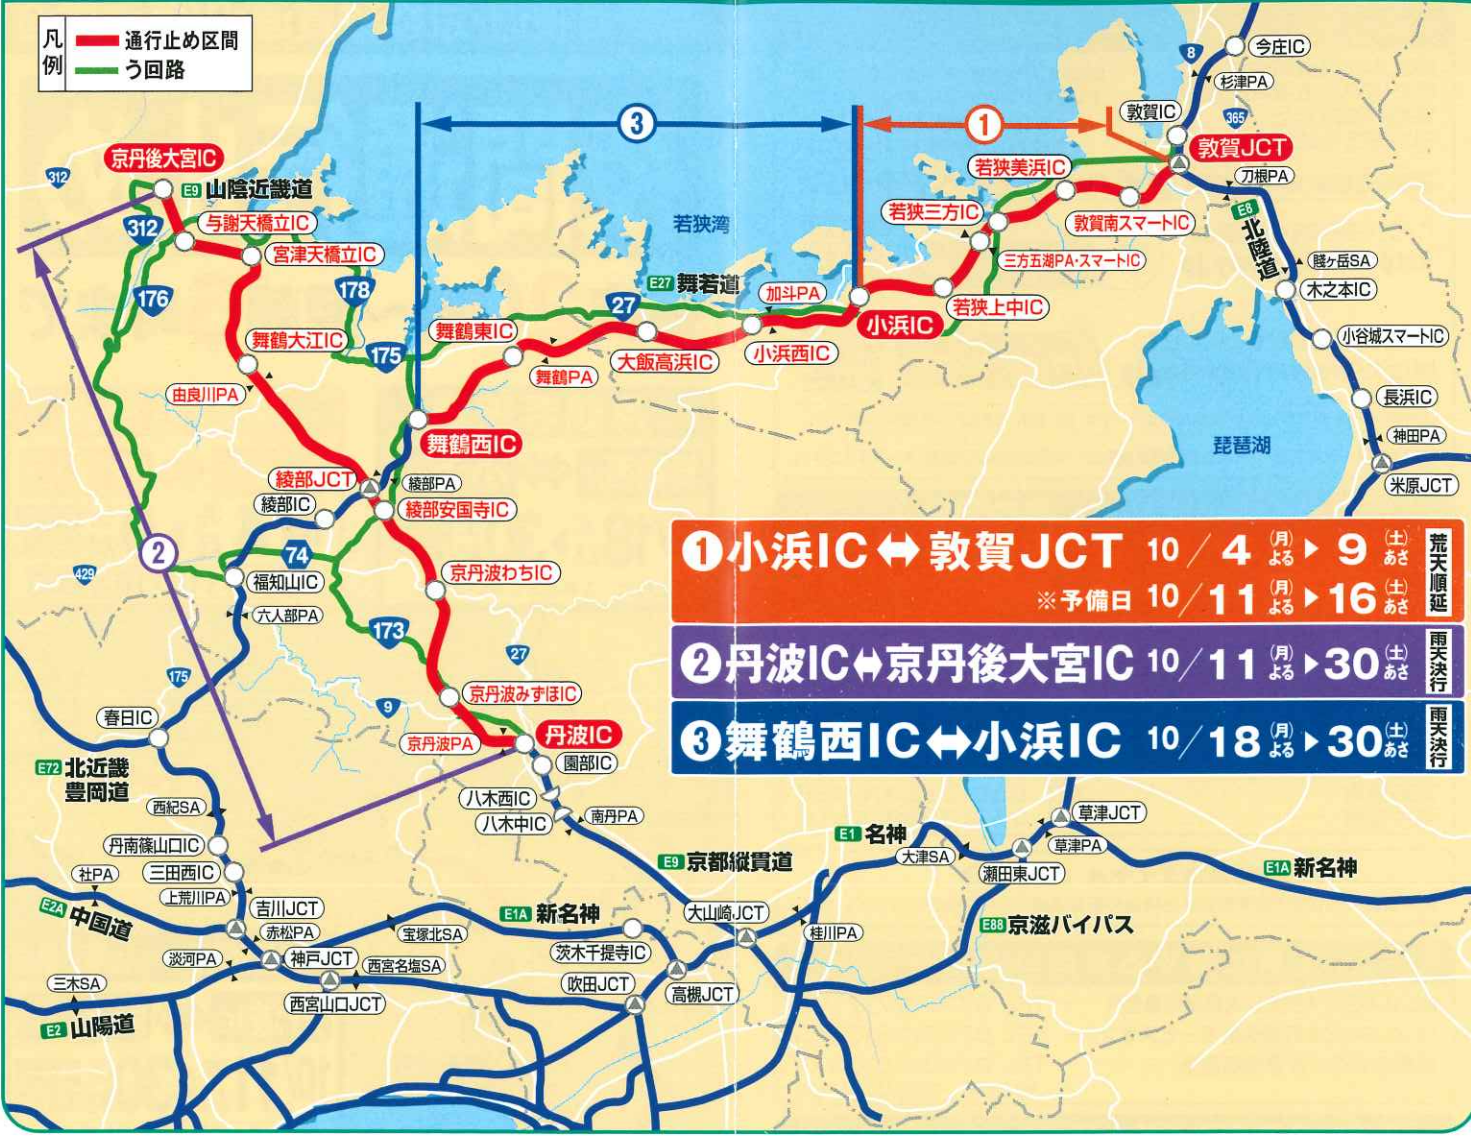 凡例
通行止め区間
う回路
③
①
8
今庄IC
杉津PA
敦賀IC
365
敦賀JCT
京丹後大宮IC
312
E9 山陰近畿道
若狭美浜IC
刀根PA
与謝天橋立IC
312
若狭三方IC
敦賀南スマートIC
E8
北陸道
若狭湾
宮津天橋立IC
三方五湖PA・スマートIC
賤ヶ岳SA
176
178
E27 舞若道
27
加斗PA
若狭上中IC
木之本IC
舞鶴大江IC
舞鶴東IC
小浜IC
小谷城スマートIC
175
大飯高浜IC
小浜西IC
舞鶴PA
由良川PA
長浜IC
舞鶴西IC
琵琶湖
神田PA
綾部JCT
綾部PA
米原JCT
綾部IC
綾部安国寺IC
②
74
429
福知山IC
京丹波わちIC
六人部PA
173
27
175
京丹波みずほIC
9
春日IC
京丹波PA
丹波IC
園部IC
①小浜IC⇔敦賀JCT 10/4(月)よる▶9(土)あさ 荒天順延
※予備日 10/11(月)よる▶16(土)あさ
②丹波IC⇔京丹後大宮IC 10/11(月)よる▶30(土)あさ 雨天決行
③舞鶴西IC⇔小浜IC 10/18(月)よる▶30(土)あさ 雨天決行
E72 北近畿
豊岡道
八木西IC
西紀SA
八木中IC
南丹PA
草津JCT
丹南篠山口IC
E1 名神
草津PA
大津SA
E9 京都縦貫道
瀬田東JCT
E1A 新名神
社PA
三田西IC
上荒川PA
E2A 中国道
吉川JCT
E1A 新名神
大山崎JCT
赤松PA
宝塚北SA
桂川PA
E88 京滋バイパス
茨木千提寺IC
淡河PA
神戸JCT
西宮名塩SA
三木SA
吹田JCT
高槻JCT
西宮山口JCT
E2 山陽道